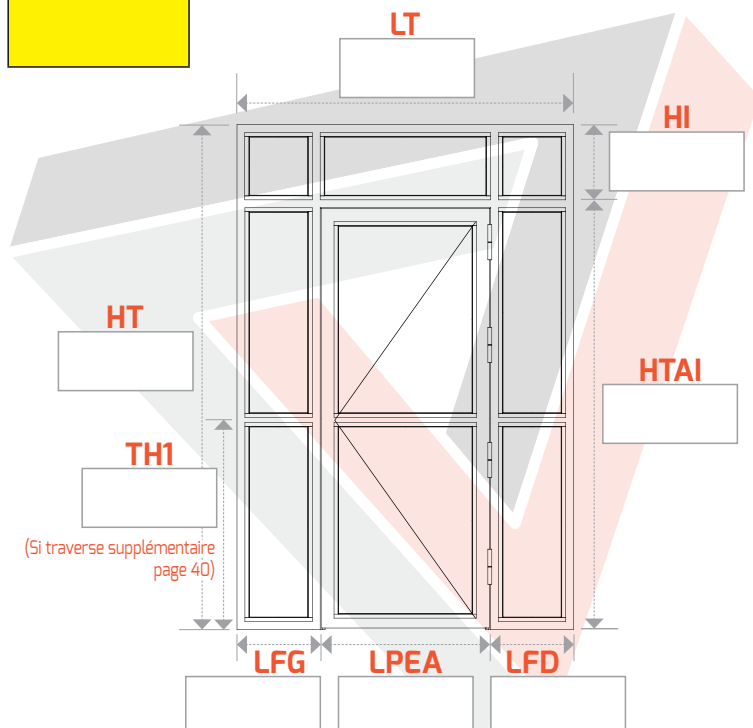 LT
HI
HT
HTAI
TH1
(Si traverse supplémentaire
page 40)
LFG
LPEA
LFD